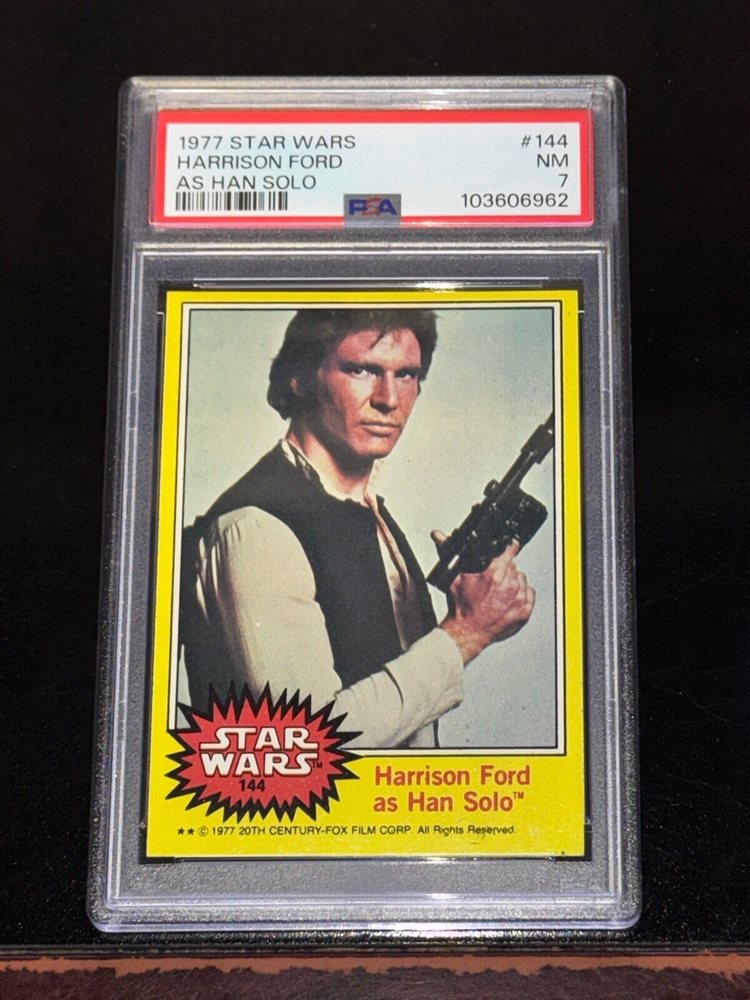 1977 STAR WARS #144
HARRISON FORD NM
AS HAN SOLO 7
PSA 103606962
STAR
WARS™
144
Harrison Ford
as Han Solo™
★★ © 1977 20TH CENTURY-FOX FILM CORP. All Rights Reserved.